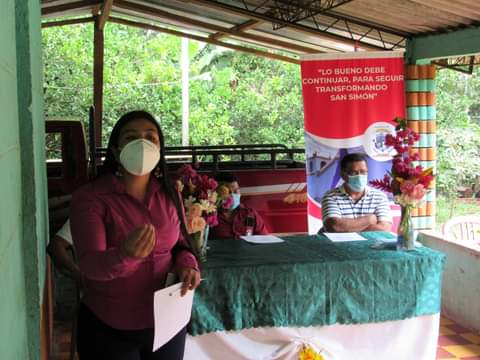 "LO BUENO DEBE
CONTINUAR, PARA SEGUIR
TRANSFORMANDO
SAN SIMÓN"